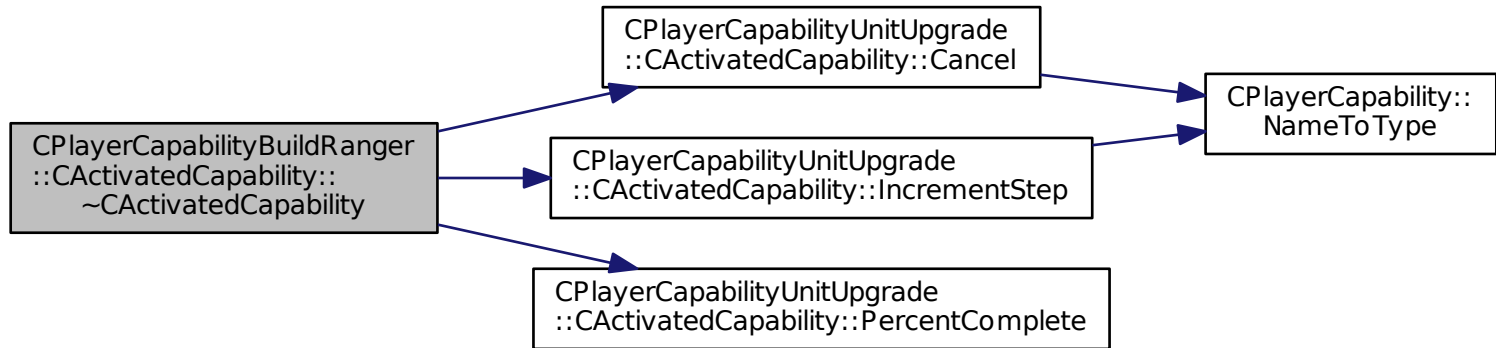 CPlayerCapabilityBuildRanger
::CActivatedCapability::
~CActivatedCapability
CPlayerCapabilityUnitUpgrade
::CActivatedCapability::Cancel
CPlayerCapabilityUnitUpgrade
::CActivatedCapability::IncrementStep
CPlayerCapabilityUnitUpgrade
::CActivatedCapability::PercentComplete
CPlayerCapability::
NameToType